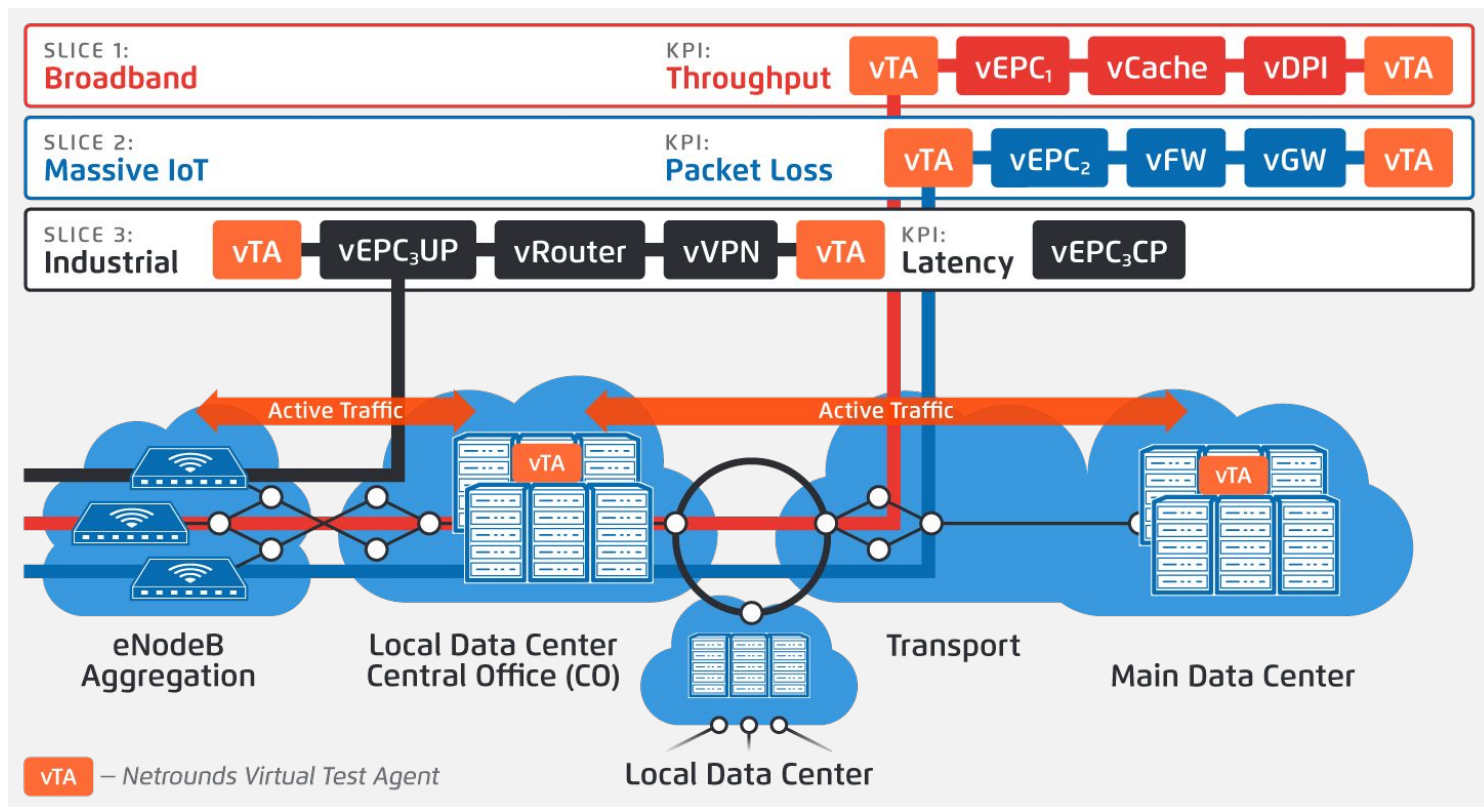 SLICE 1:
Broadband
KPI:
Throughput
vTA
vEPC₁
vCache
vDPI
vTA
SLICE 2:
Massive IoT
KPI:
Packet Loss
vTA
vEPC₂
vFW
vGW
vTA
SLICE 3:
Industrial
vTA
vEPC₃UP
vRouter
vVPN
vTA
KPI:
Latency
vEPC₃CP
Active Traffic
Active Traffic
vTA
vTA
eNodeB
Aggregation
Local Data Center
Central Office (CO)
Transport
Main Data Center
Local Data Center
vTA – Netrounds Virtual Test Agent